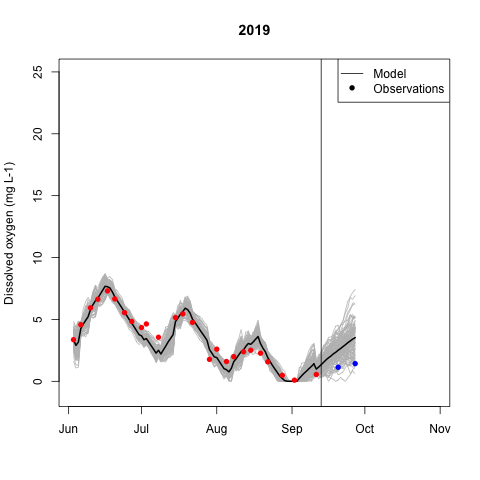 2019
Model
Observations
Dissolved oxygen (mg L-1)
25
20
15
10
5
0
Jun Jul Aug Sep Oct Nov